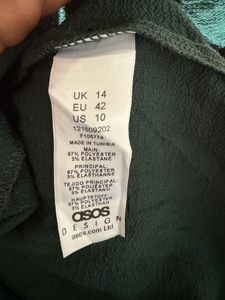 UK 14
EU 42
US 10
121509202
F105774
MADE IN TUNISIA
MAIN:
97% POLYESTER
3% ELASTANE
PRINCIPAL:
97% POLYESTER
3% ELASTHANNE
TEJIDO PRINCIPAL:
97% POLIÉSTER
3% ELASTANO
HAUPTSTOFF:
97% POLYESTER
3% ELASTHAN
asos
DESIGN
asos.com Ltd